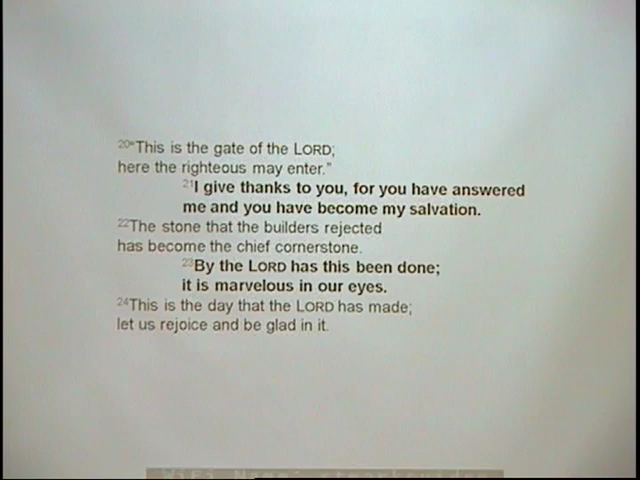 20"This is the gate of the LORD;
here the righteous may enter."
21I give thanks to you, for you have answered
me and you have become my salvation.
22The stone that the builders rejected
has become the chief cornerstone.
23By the LORD has this been done;
it is marvelous in our eyes.
24This is the day that the LORD has made;
let us rejoice and be glad in it.
WiFi Name: